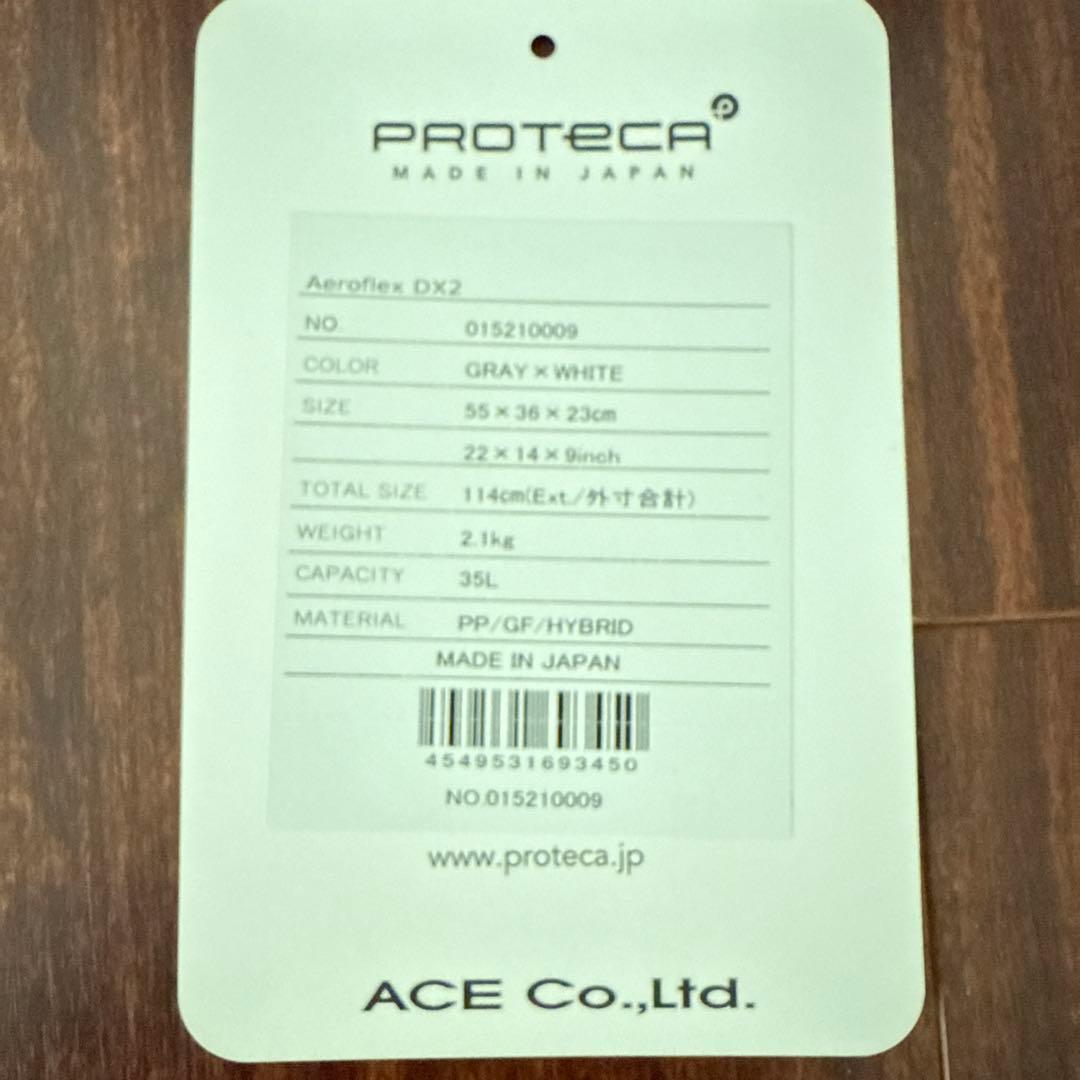 PROTeCA
MADE IN JAPAN
Aeroflex DX2
NO. 015210009
COLOR GRAY×WHITE
SIZE 55×36×23cm
22×14×9inch
TOTAL SIZE 114cm(Ext./外寸合計)
WEIGHT 2.1kg
CAPACITY 35L
MATERIAL PP/GF/HYBRID
MADE IN JAPAN
4549531693450
NO.015210009
www.proteca.jp
ACE Co.,Ltd.